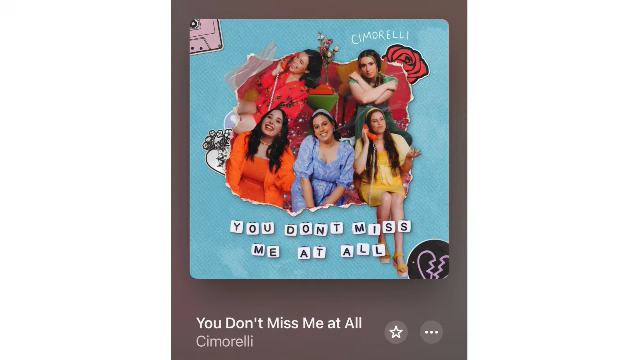 CIMORELLI
YOU DONT MISS
ME AT ALL
You Don't Miss Me at All
Cimorelli